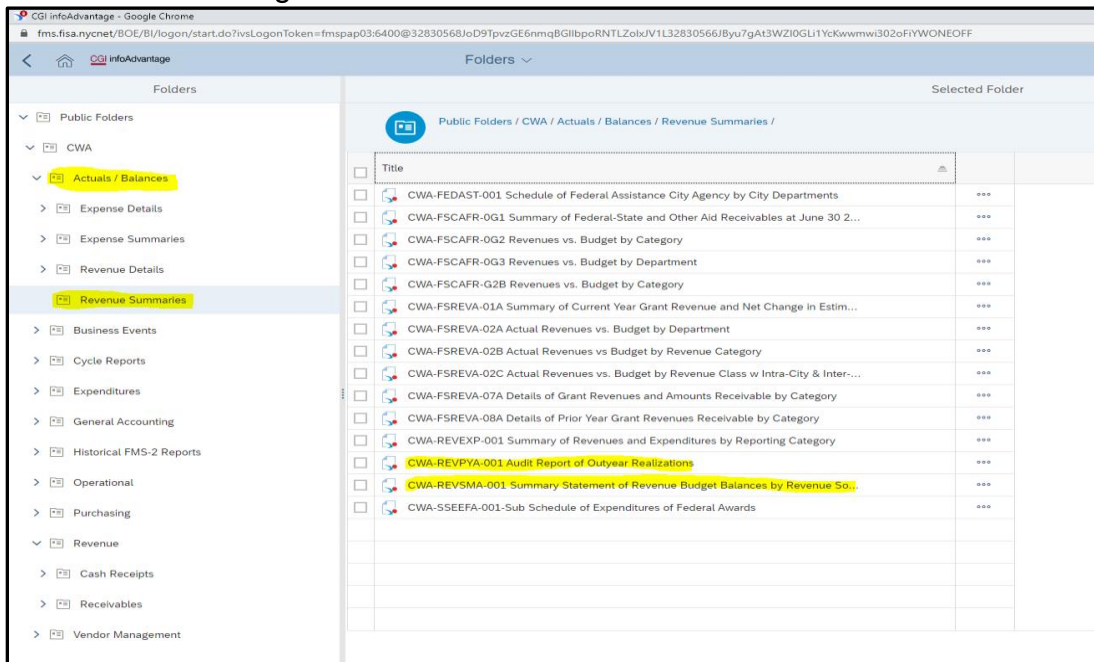 CGI infoAdvantage - Google Chrome
fms.fisa.nycnet/BOE/BI/logon/start.do?ivsLogonToken=fmspap03:6400@32830568JoD9TpvzGE6nmqBGIIbpoRNTLZolxJV1L32830566JByu7gAt3WZI0GLi1YcKwwmwi302oFiYWONEOFF
CGI infoAdvantage
Folders
Folders
Selected Folder
Public Folders
CWA
Actuals / Balances
Expense Details
Expense Summaries
Revenue Details
Revenue Summaries
Business Events
Cycle Reports
Expenditures
General Accounting
Historical FMS-2 Reports
Operational
Purchasing
Revenue
Cash Receipts
Receivables
Vendor Management
Public Folders / CWA / Actuals / Balances / Revenue Summaries /
Title
CWA-FEDAST-001 Schedule of Federal Assistance City Agency by City Departments
CWA-FSCAFR-0G1 Summary of Federal-State and Other Aid Receivables at June 30 2...
CWA-FSCAFR-0G2 Revenues vs. Budget by Category
CWA-FSCAFR-0G3 Revenues vs. Budget by Department
CWA-FSCAFR-G2B Revenues vs. Budget by Category
CWA-FSREVA-01A Summary of Current Year Grant Revenue and Net Change in Estim...
CWA-FSREVA-02A Actual Revenues vs. Budget by Department
CWA-FSREVA-02B Actual Revenues vs Budget by Revenue Category
CWA-FSREVA-02C Actual Revenues vs. Budget by Revenue Class w Intra-City & Inter-...
CWA-FSREVA-07A Details of Grant Revenues and Amounts Receivable by Category
CWA-FSREVA-08A Details of Prior Year Grant Revenues Receivable by Category
CWA-REVEXP-001 Summary of Revenues and Expenditures by Reporting Category
CWA-REVPYA-001 Audit Report of Outyear Realizations
CWA-REVSMA-001 Summary Statement of Revenue Budget Balances by Revenue So...
CWA-SSEEFA-001-Sub Schedule of Expenditures of Federal Awards